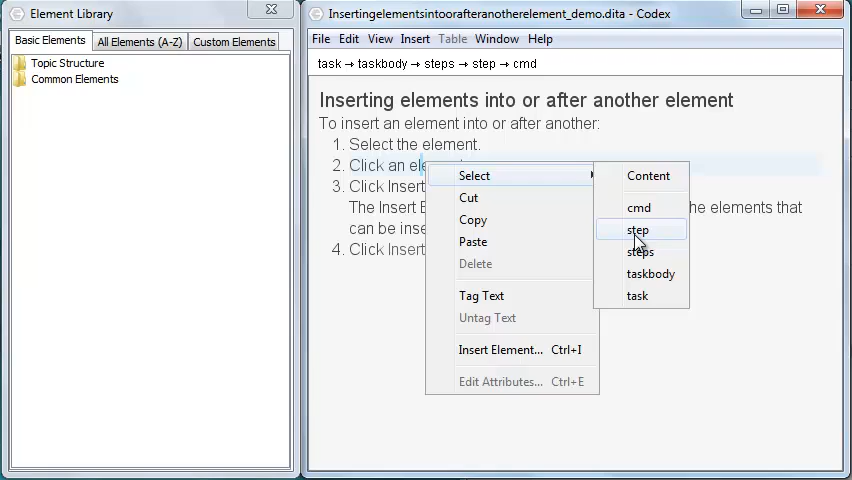 Element Library
Basic Elements All Elements (A-Z) Custom Elements
Topic Structure
Common Elements
Insertingelementsintoorafteranotherelement_demo.dita - Codex
File Edit View Insert Table Window Help
task → taskbody → steps → step → cmd
Inserting elements into or after another element
To insert an element into or after another:
1. Select the element.
2. Click an
3. Click Insert
The Insert the elements that
can be
4. Click Insert
Select
Cut
Copy
Paste
Delete
Tag Text
Untag Text
Insert Element... Ctrl+I
Edit Attributes... Ctrl+E
Content
cmd
step
steps
taskbody
task